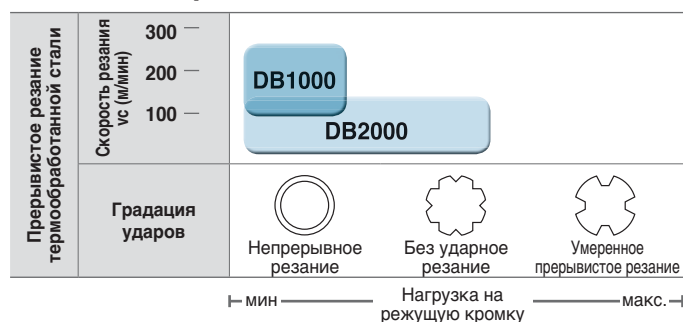 Прерывистое резание
термообработанной стали
Скорость резания
vc (м/мин)
300
200
100
DB1000
DB2000
Градация
ударов
Непрерывное
резание
Без ударное
резание
Умеренное
прерывистое резание
мин
Нагрузка на
режущую кромку
макс.